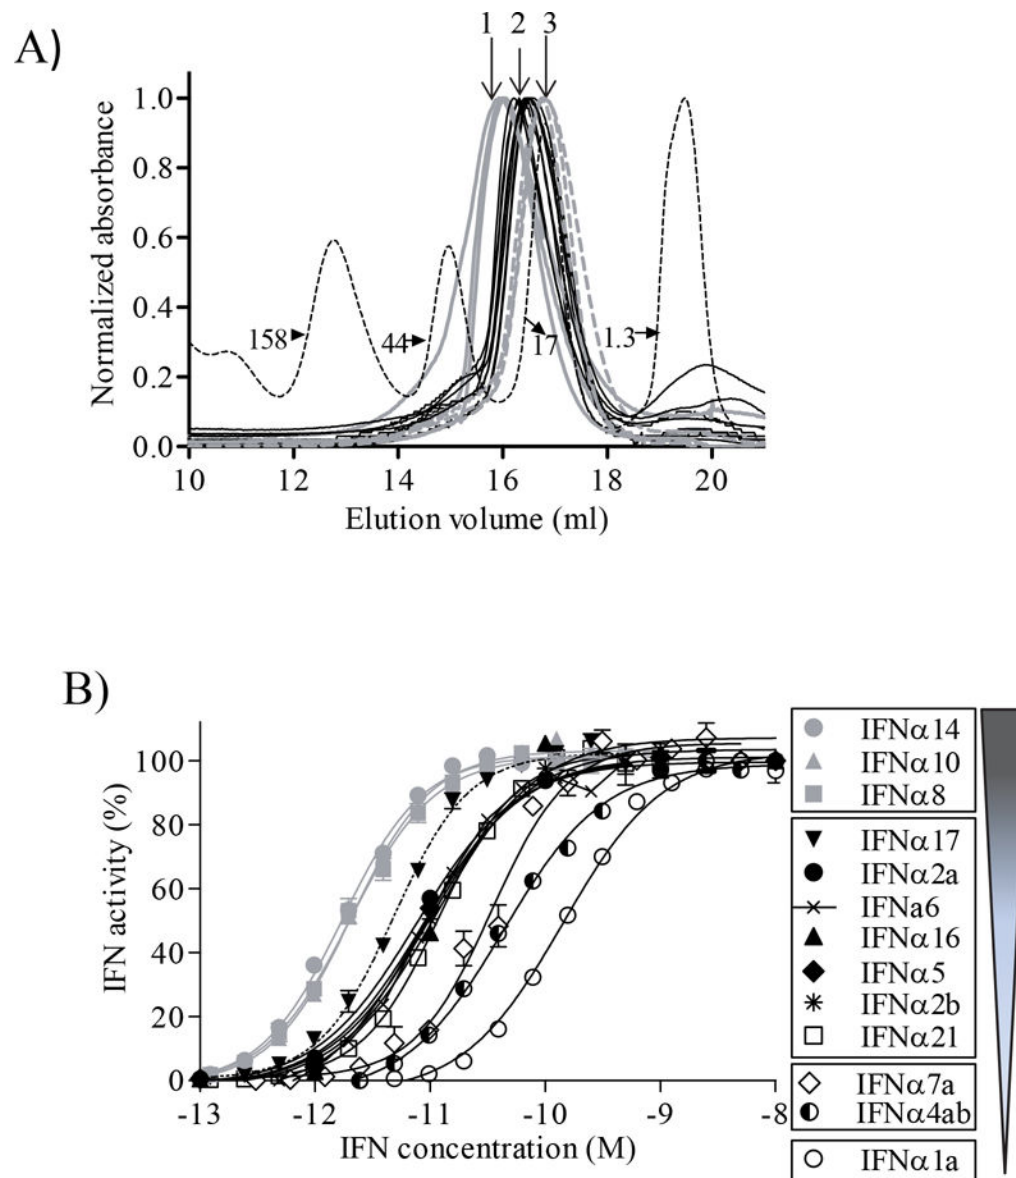 A)
1 2 3
Normalized absorbance
1.0
0.8
0.6
0.4
0.2
0.0
158
44
17
1.3
10 12 14 16 18 20
Elution volume (ml)
B)
IFN activity (%)
100
80
60
40
20
0
-13 -12 -11 -10 -9 -8
IFN concentration (M)
IFNα14
IFNα10
IFNα8
IFNα17
IFNα2a
IFNa6
IFNα16
IFNα5
IFNα2b
IFNα21
IFNα7a
IFNα4ab
IFNα1a